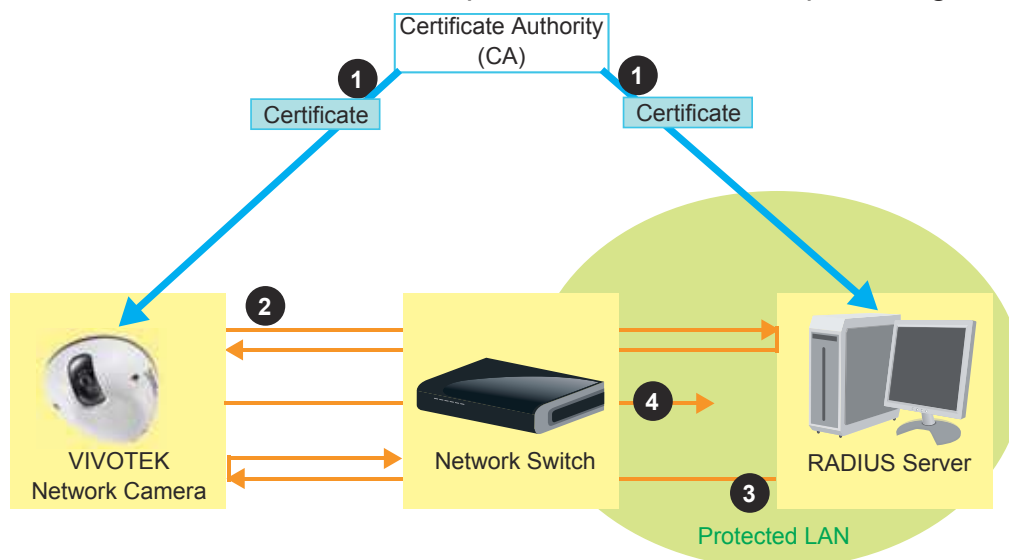 Certificate Authority
(CA)
1
1
Certificate
Certificate
2
4
VIVOTEK
Network Camera
Network Switch
RADIUS Server
3
Protected LAN